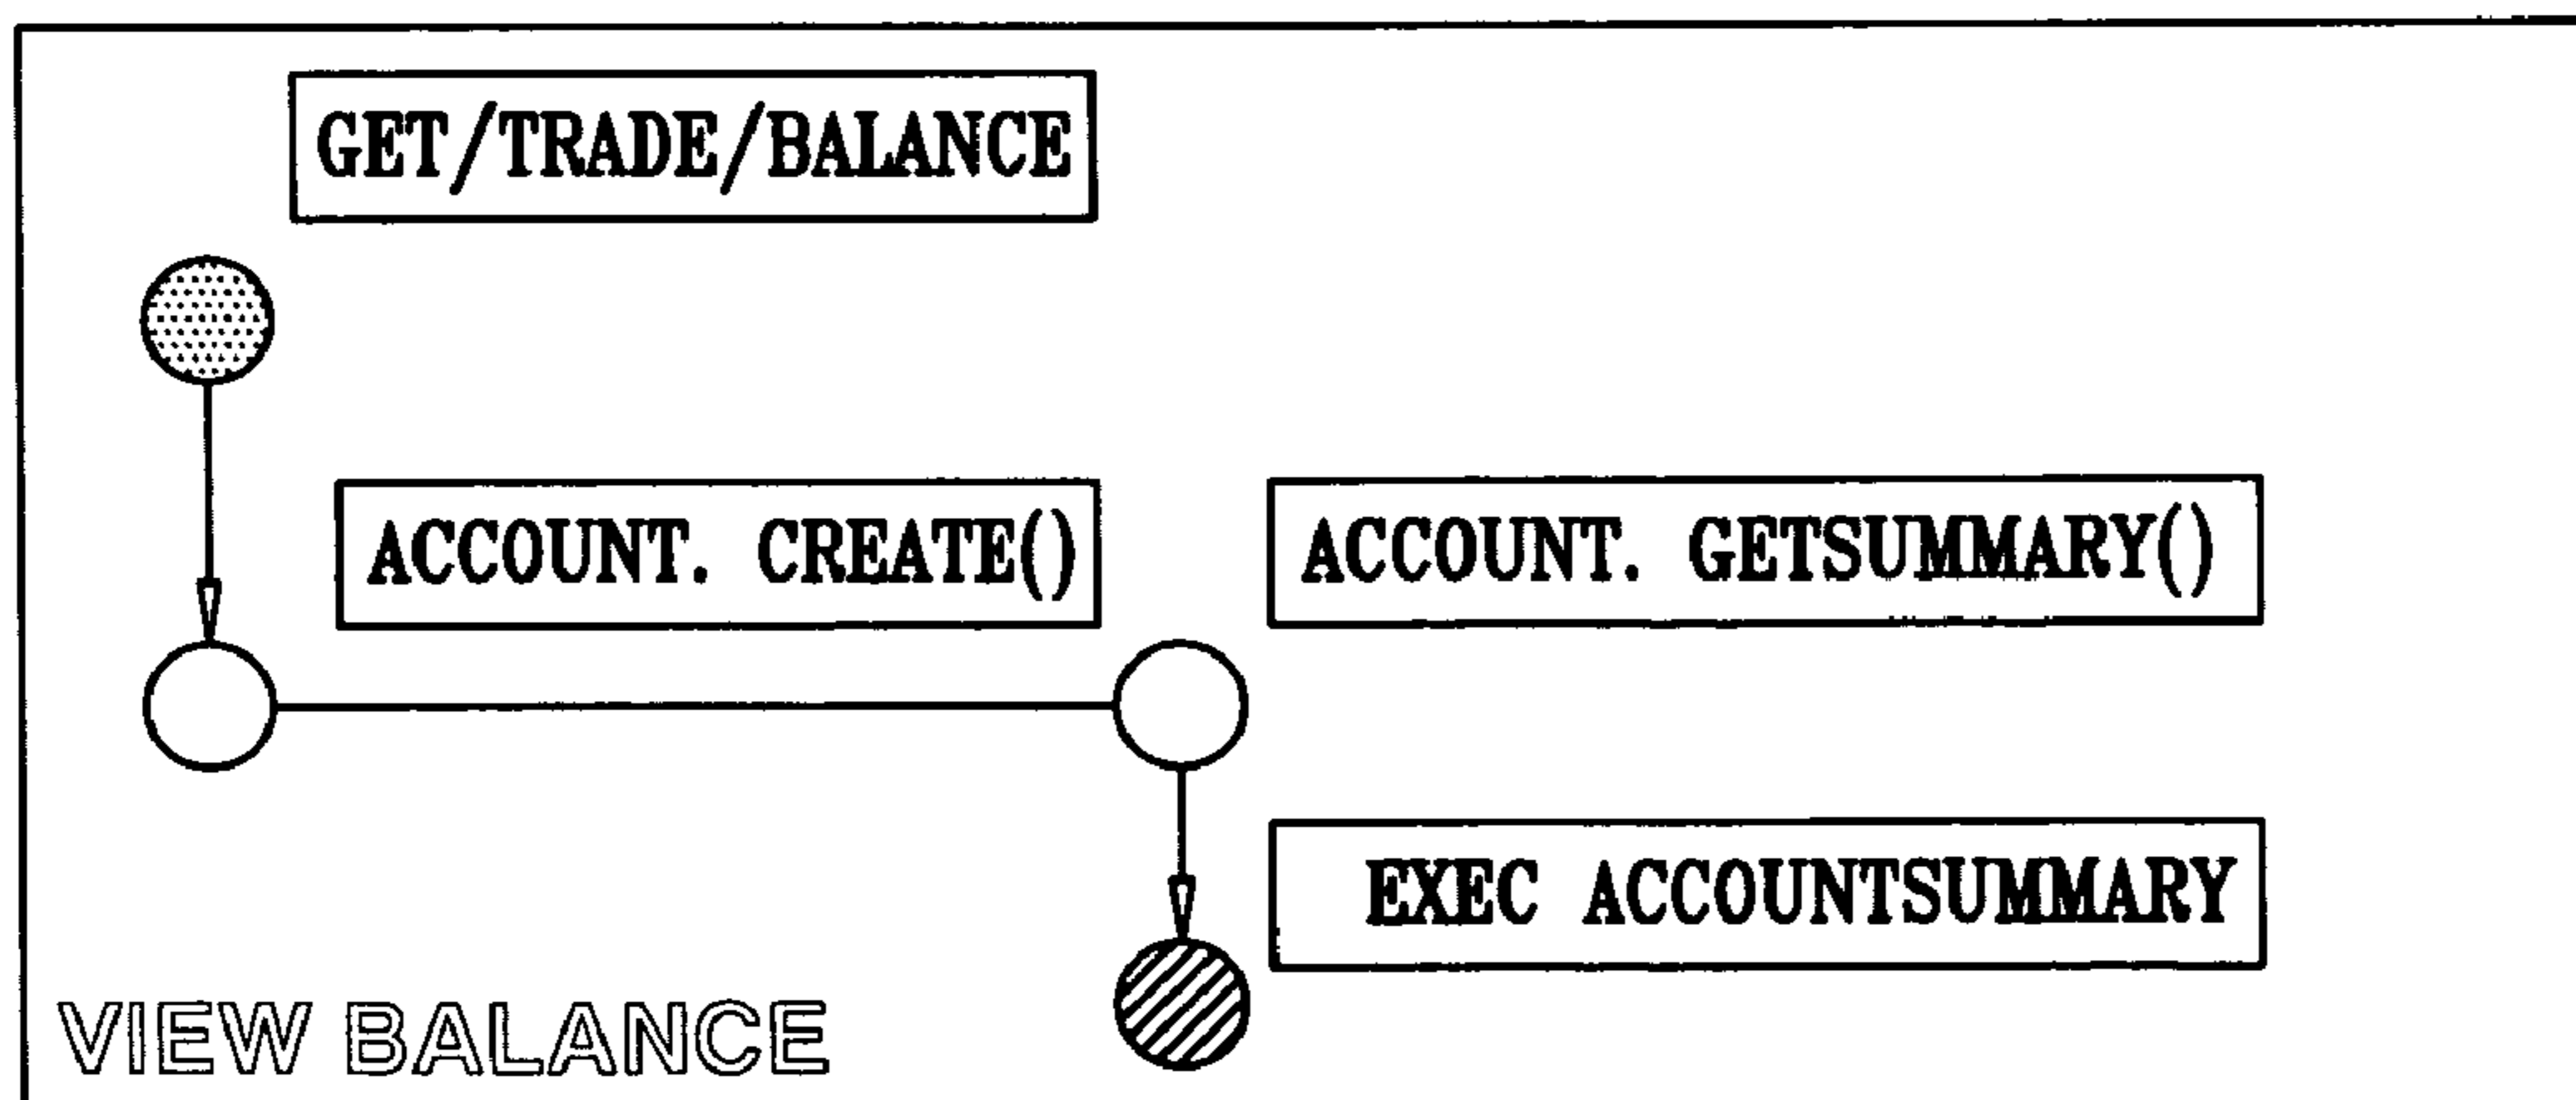 GET/TRADE/BALANCE
ACCOUNT. CREATE()
ACCOUNT. GETSUMMARY()
EXEC ACCOUNTSUMMARY
VIEW BALANCE